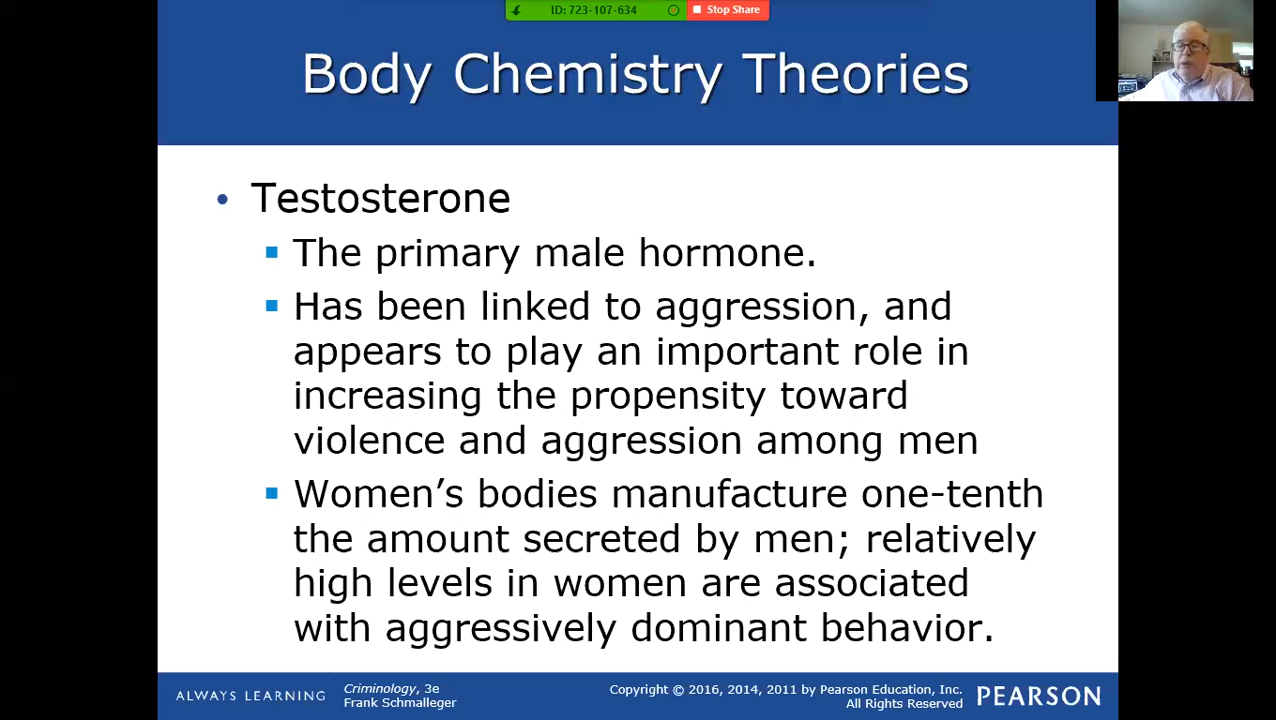 ID: 723-107-634
Stop Share
Body Chemistry Theories
• Testosterone
▪ The primary male hormone.
▪ Has been linked to aggression, and
appears to play an important role in
increasing the propensity toward
violence and aggression among men
▪ Women’s bodies manufacture one-tenth
the amount secreted by men; relatively
high levels in women are associated
with aggressively dominant behavior.
ALWAYS LEARNING
Criminology, 3e
Frank Schmalleger
Copyright © 2016, 2014, 2011 by Pearson Education, Inc.
All Rights Reserved
PEARSON